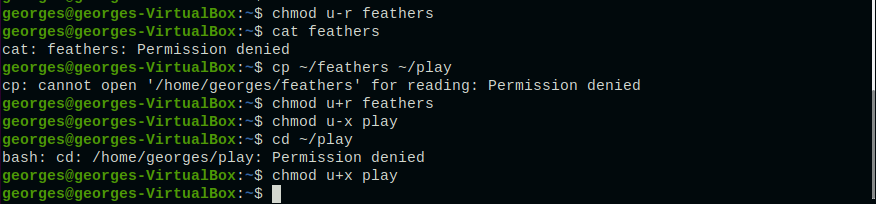 georges@georges-VirtualBox:~$ chmod u-r feathers
georges@georges-VirtualBox:~$ cat feathers
cat: feathers: Permission denied
georges@georges-VirtualBox:~$ cp ~/feathers ~/play
cp: cannot open '/home/georges/feathers' for reading: Permission denied
georges@georges-VirtualBox:~$ chmod u+r feathers
georges@georges-VirtualBox:~$ chmod u-x play
georges@georges-VirtualBox:~$ cd ~/play
bash: cd: /home/georges/play: Permission denied
georges@georges-VirtualBox:~$ chmod u+x play
georges@georges-VirtualBox:~$